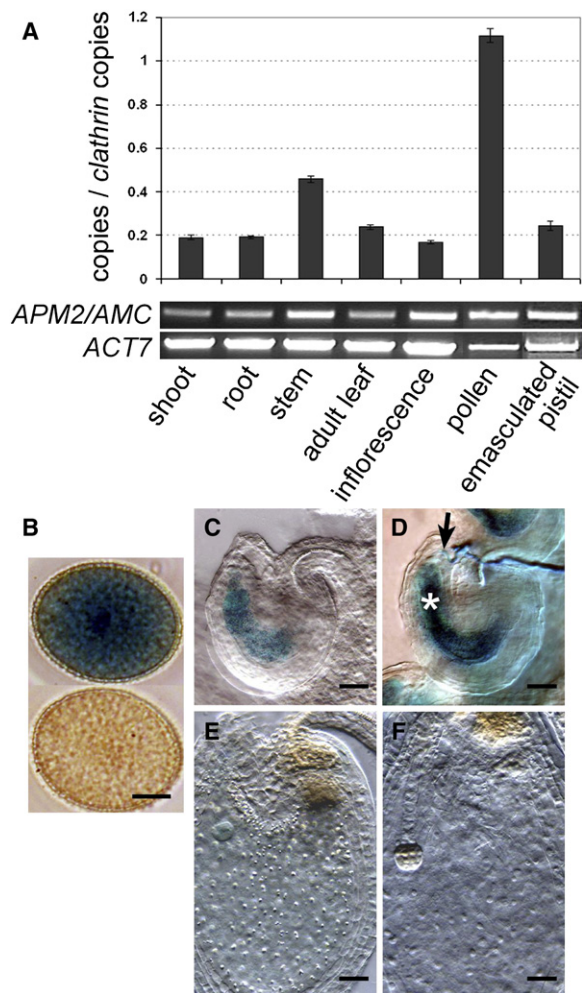 A
copies / clathrin copies
1.2
1
0.8
0.6
0.4
0.2
0
APM2/AMC
ACT7
shoot
root
stem
adult leaf
inflorescence
pollen
emasculated
pistil
B
C
D
*
E
F